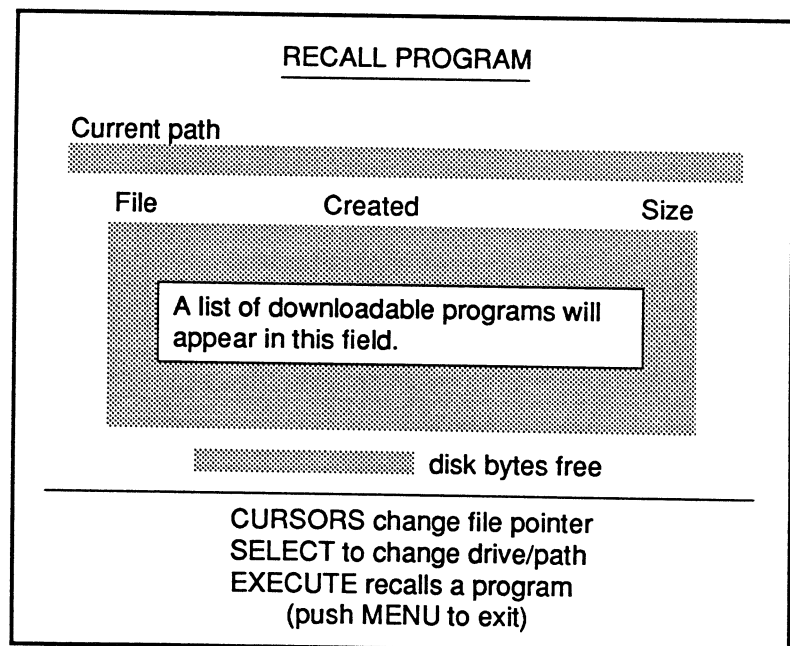 RECALL PROGRAM
Current path
File Created Size
A list of downloadable programs will
appear in this field.
disk bytes free
CURSORS change file pointer
SELECT to change drive/path
EXECUTE recalls a program
(push MENU to exit)